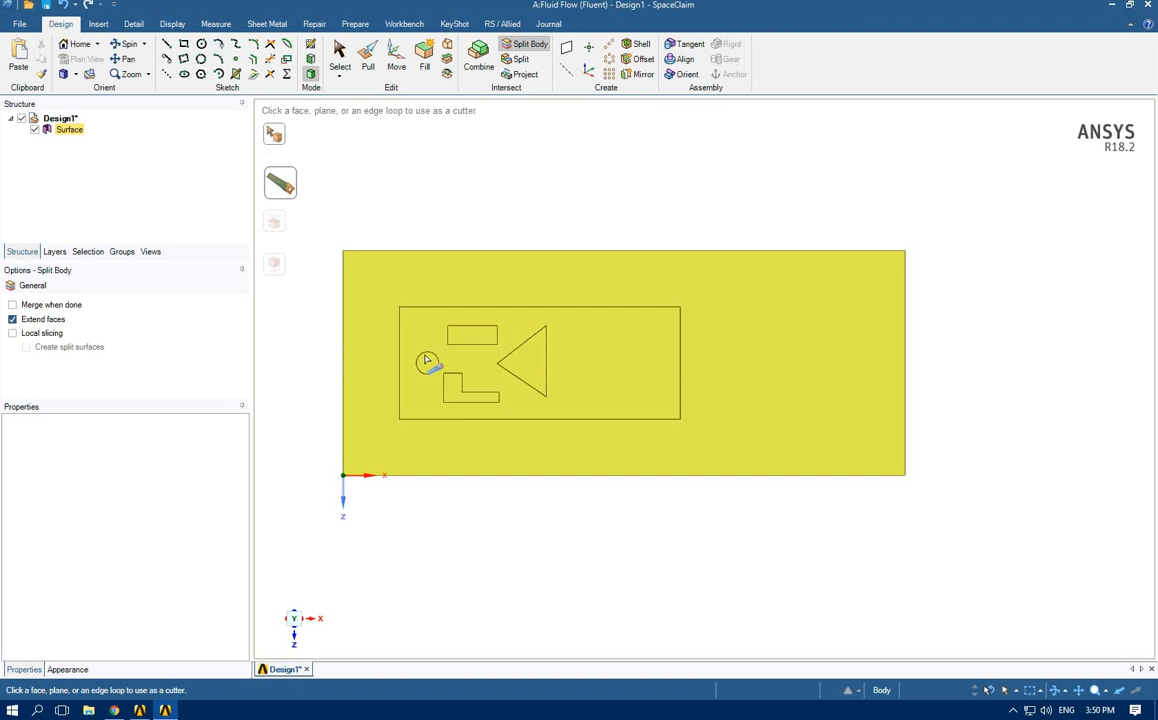 A:Fluid Flow (Fluent) - Design1 - SpaceClaim
File Design Insert Detail Display Measure Sheet Metal Repair Prepare Workbench KeyShot RS / Allied Journal
Home Spin Split Body Shell Tangent Rigid
Plan View Pan Split Offset Align Gear
Paste Zoom Select Pull Move Fill Combine Project Mirror Orient Anchor
Clipboard Orient Sketch Mode Edit Intersect Create Assembly
Structure
Click a face, plane, or an edge loop to use as a cutter.
Design1*
Surface
ANSYS
R18.2
Structure Layers Selection Groups Views
Options - Split Body
General
Merge when done
Extend faces
Local slicing
Create split surfaces
Properties
X
Z
Y X
Z
Properties Appearance
Design1*
Click a face, plane, or an edge loop to use as a cutter.
Body
ENG 3:50 PM